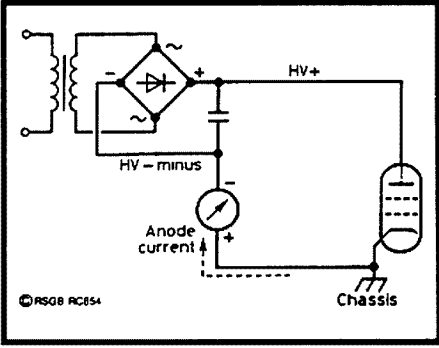 HV+
HV – minus
Anode
current
Chassis
© RSGB RC854
~
~
–
+
–
+